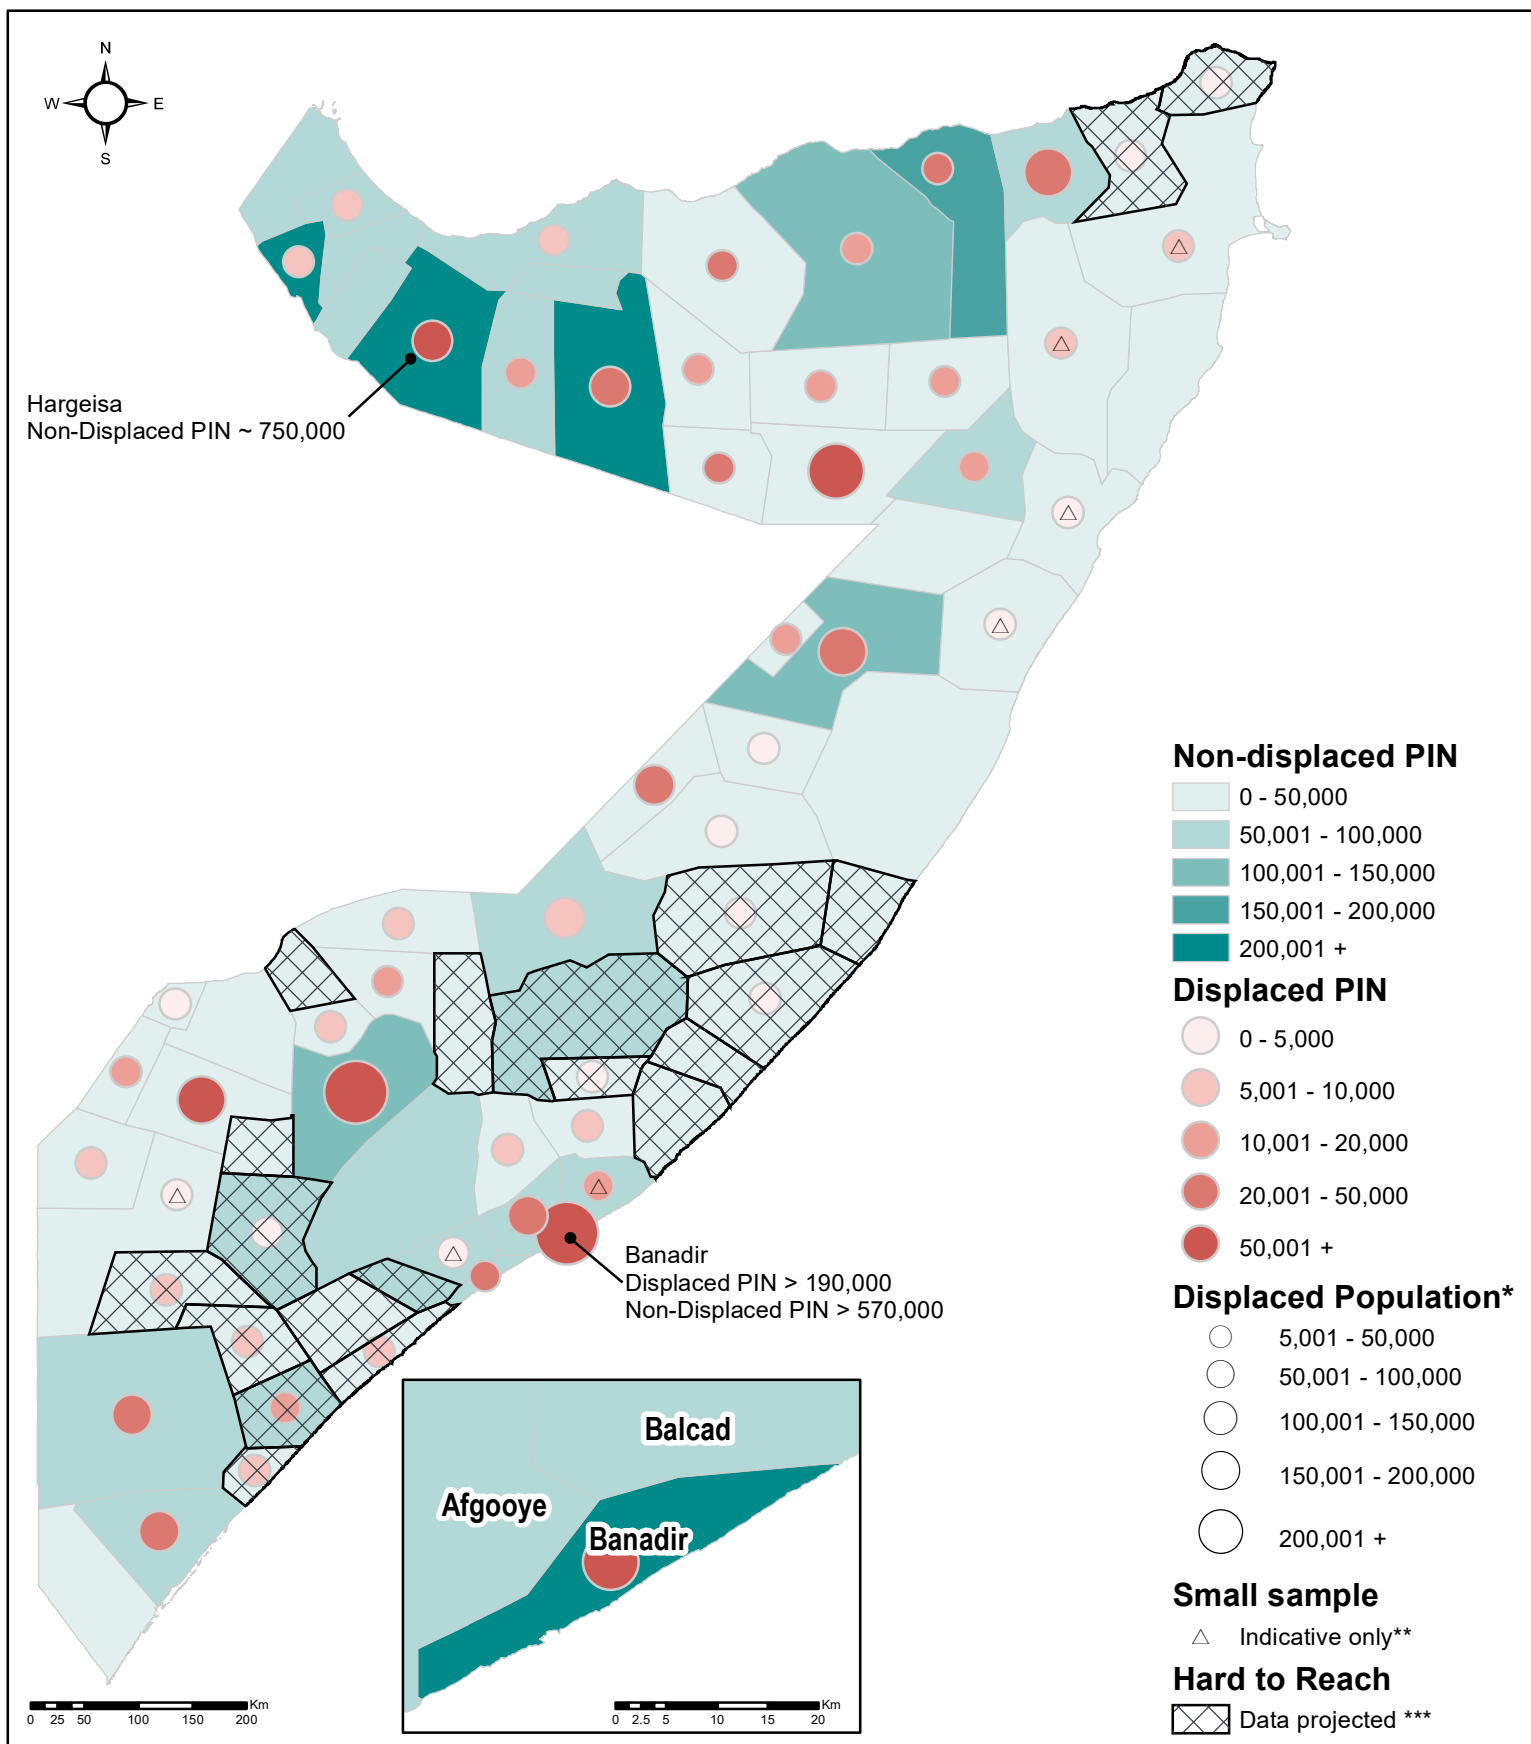 N
W
E
S
Hargeisa
Non-Displaced PIN ~ 750,000
Non-displaced PIN
0 - 50,000
50,001 - 100,000
100,001 - 150,000
150,001 - 200,000
200,001 +
Displaced PIN
0 - 5,000
5,001 - 10,000
10,001 - 20,000
20,001 - 50,000
50,001 +
Banadir
Displaced PIN > 190,000
Non-Displaced PIN > 570,000
Displaced Population*
5,001 - 50,000
50,001 - 100,000
100,001 - 150,000
150,001 - 200,000
200,001 +
Small sample
Indicative only**
Hard to Reach
Data projected ***
Balcad
Afgooye
Banadir
Km
0 25 50 100 150 200
Km
0 2.5 5 10 15 20